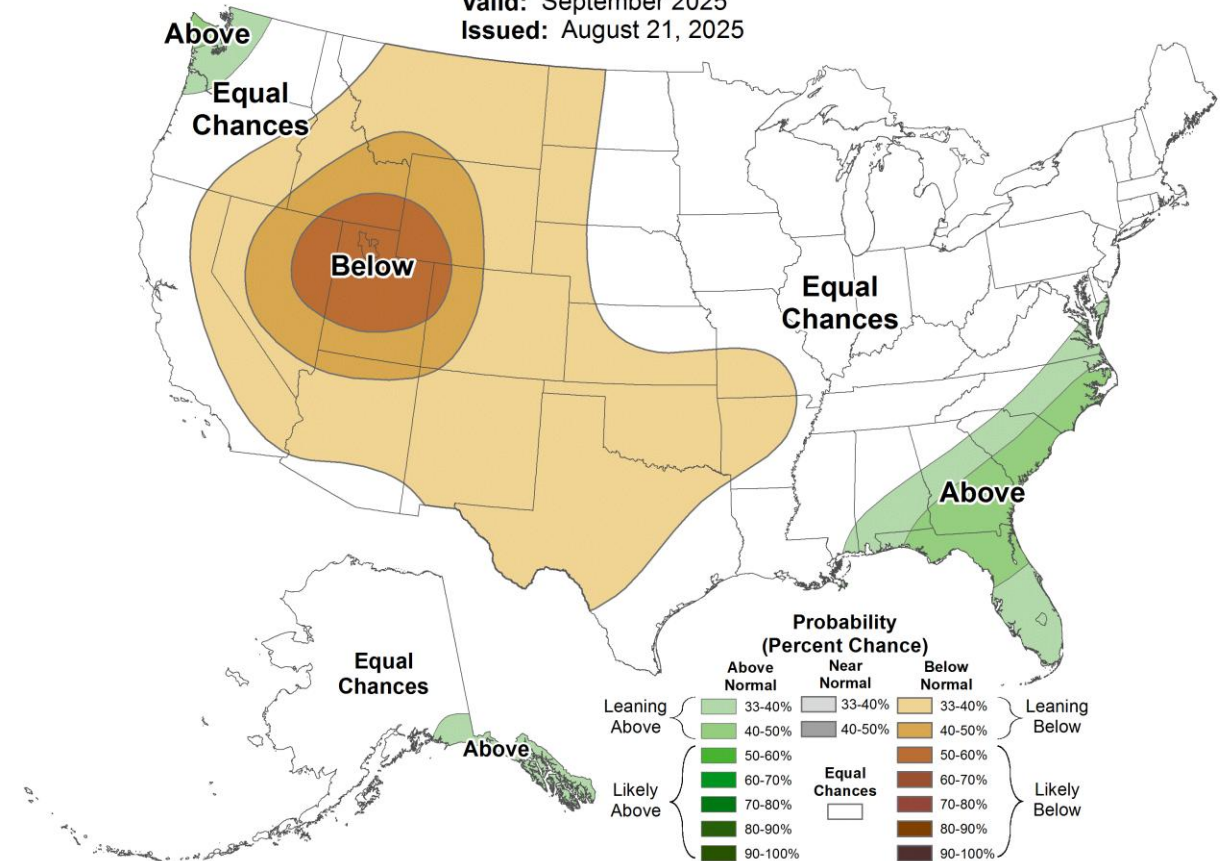 Valid: September 2025
Issued: August 21, 2025
Above
Equal
Chances
Below
Equal
Chances
Above
Equal
Chances
Above
Probability
(Percent Chance)
Above
Normal
Near
Normal
Below
Normal
Leaning
Above
33-40%
33-40%
33-40%
Leaning
Below
40-50%
40-50%
40-50%
Likely
Above
50-60%
50-60%
Likely
Below
60-70%
Equal
Chances
60-70%
70-80%
70-80%
80-90%
80-90%
90-100%
90-100%